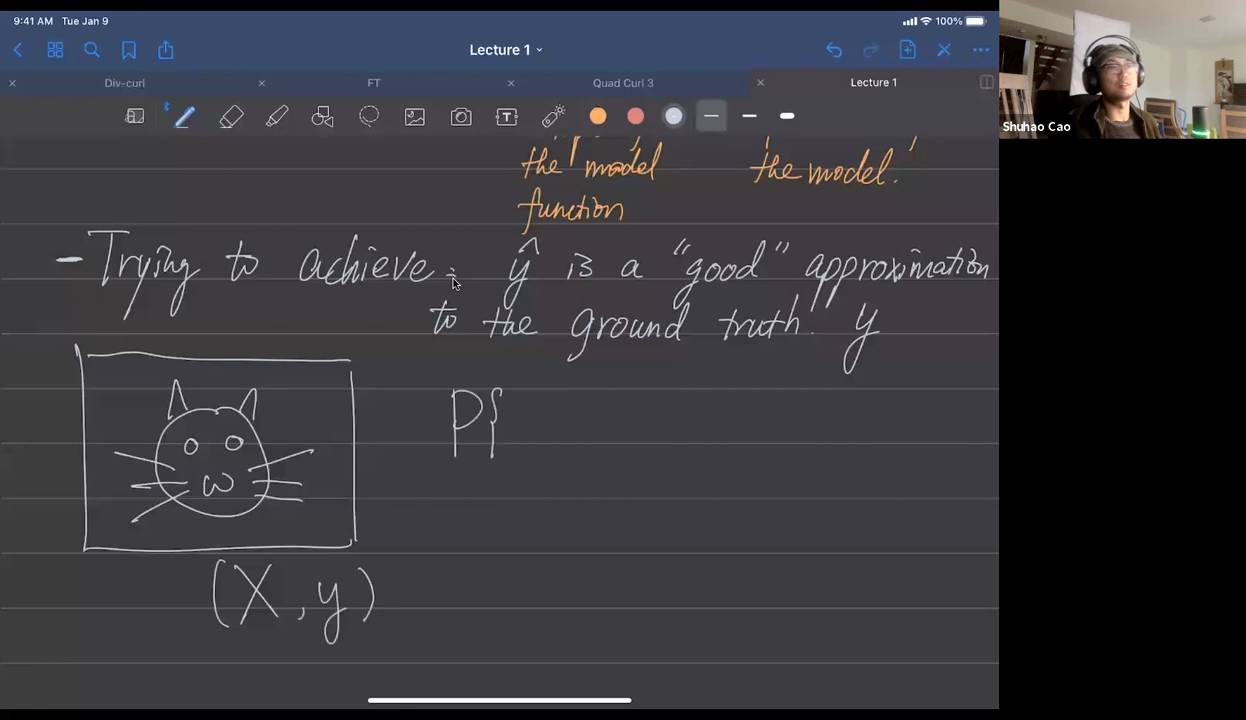 9:41 AM Tue Jan 9
100%
Lecture 1
Div-curl
FT
Quad Curl 3
Lecture 1
Shuhao Cao
the model
the model.
function
- Trying to achieve: ŷ is a "good" approximation
to the ground truth. y
P{
(X, y)